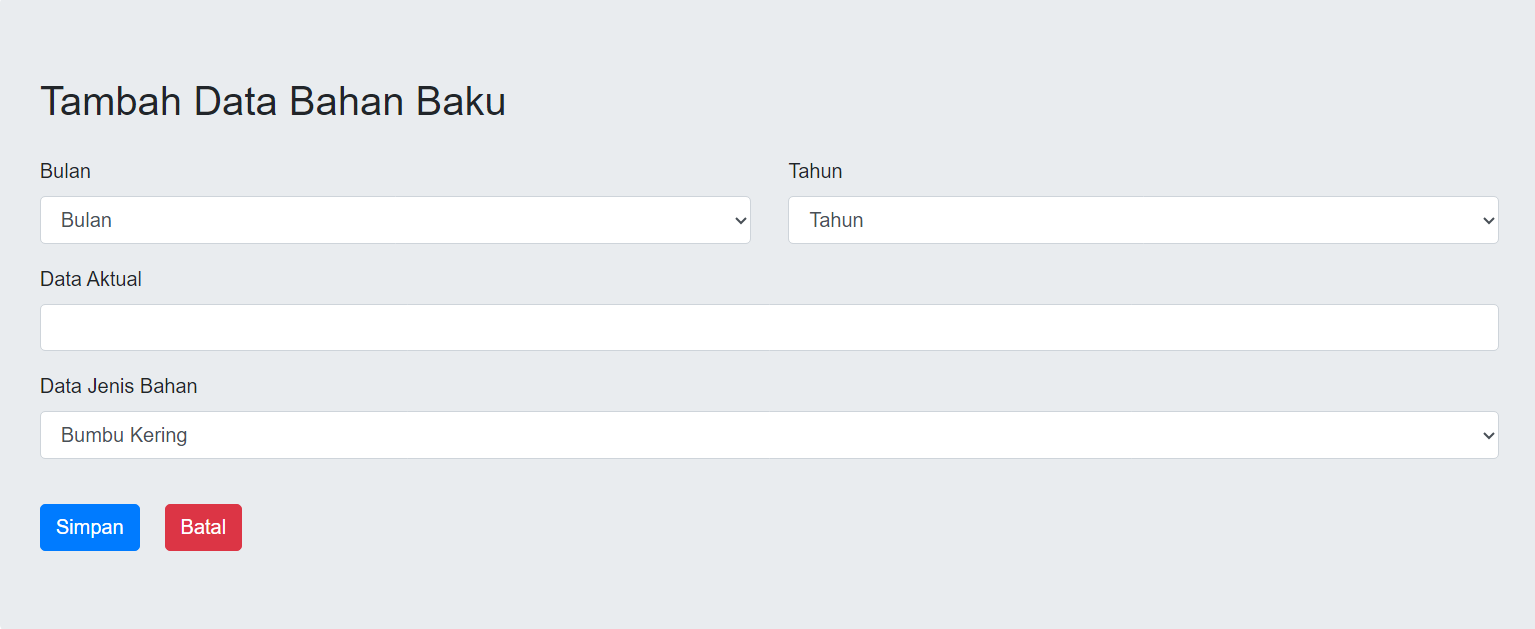 Tambah Data Bahan Baku
Bulan
Tahun
Bulan
Tahun
Data Aktual
Data Jenis Bahan
Bumbu Kering
Simpan
Batal